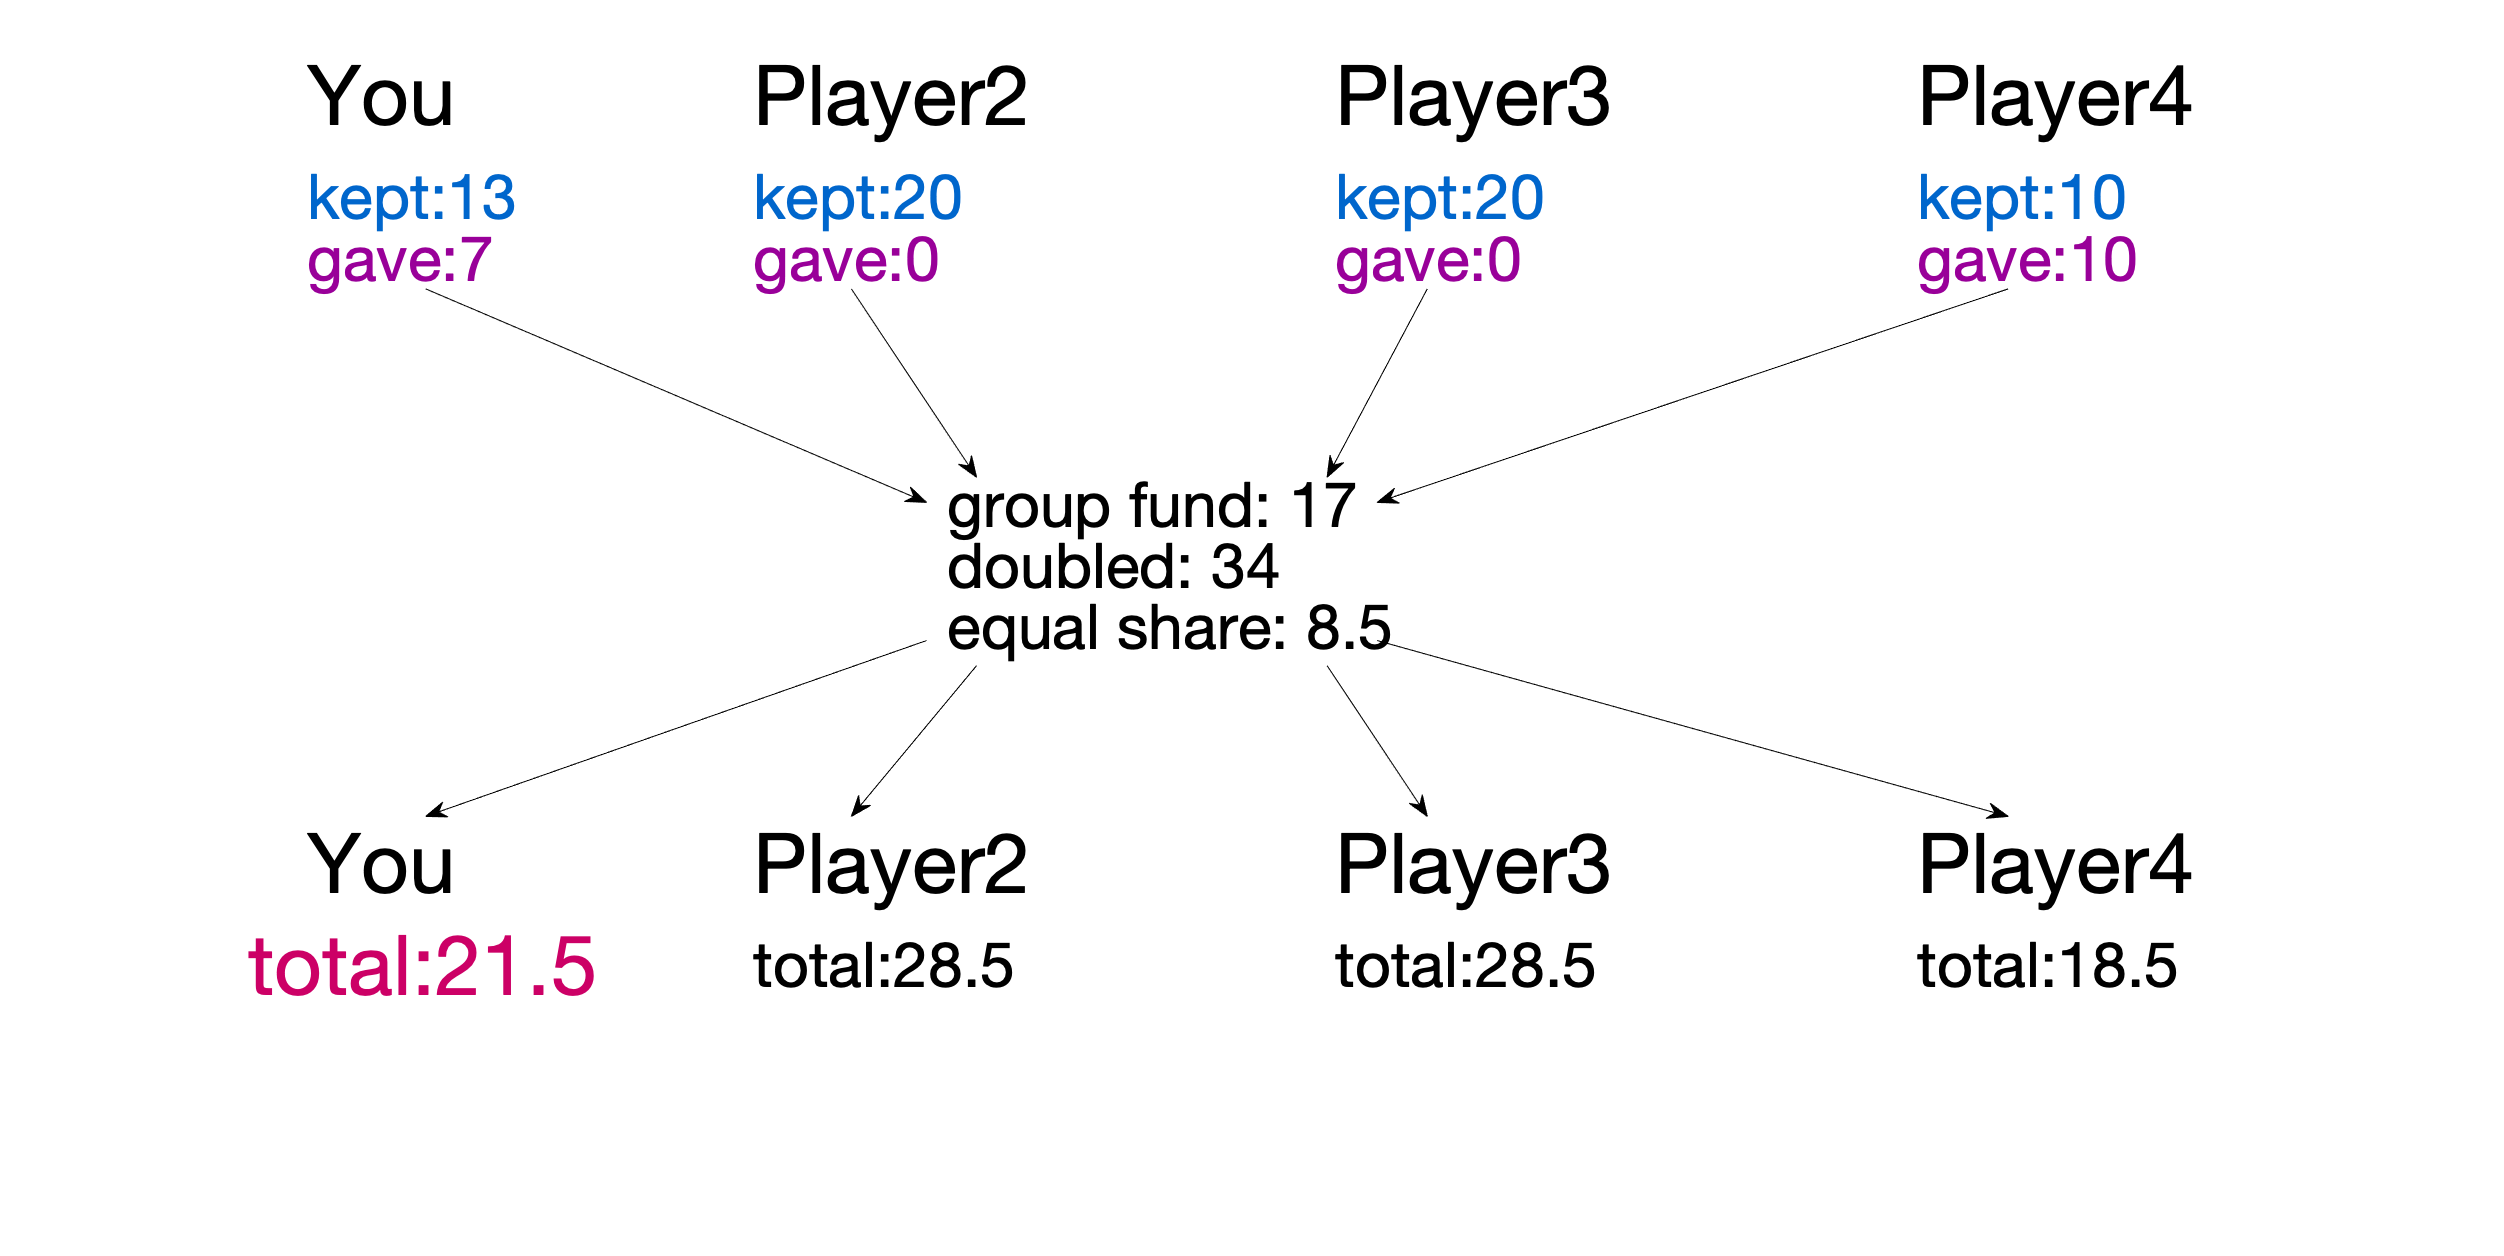 You Player2 Player3 Player4
kept:13 kept:20 kept:20 kept:10
gave:7 gave:0 gave:0 gave:10
group fund: 17
doubled: 34
equal share: 8.5
You Player2 Player3 Player4
total:21.5 total:28.5 total:28.5 total:18.5